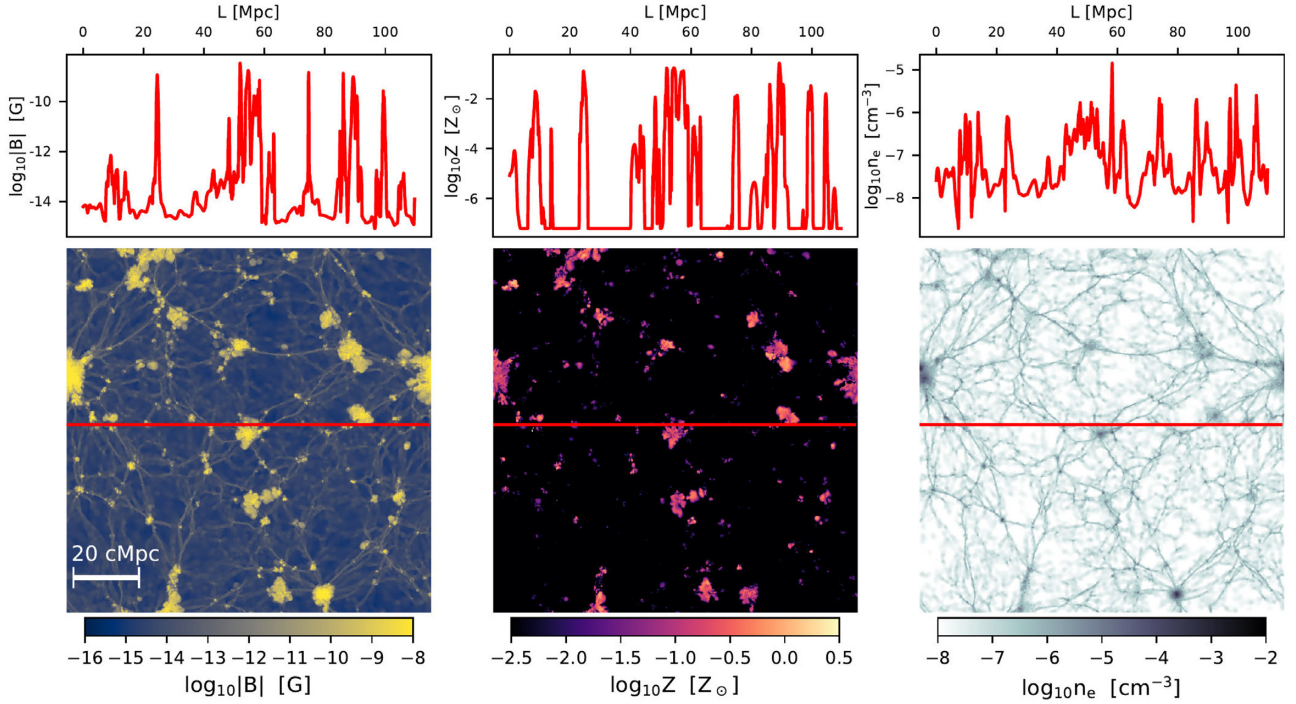 L [Mpc] L [Mpc] L [Mpc]
0 20 40 60 80 100 0 20 40 60 80 100 0 20 40 60 80 100
log₁₀|B| [G] -10 -12 -14
log₁₀Z [Z⊙] -2 -4 -6
log₁₀nₑ [cm⁻³] -5 -6 -7 -8
20 cMpc
−16 −15 −14 −13 −12 −11 −10 −9 −8
log₁₀|B| [G]
−2.5 −2.0 −1.5 −1.0 −0.5 0.0 0.5
log₁₀Z [Z⊙]
−8 −7 −6 −5 −4 −3 −2
log₁₀nₑ [cm⁻³]